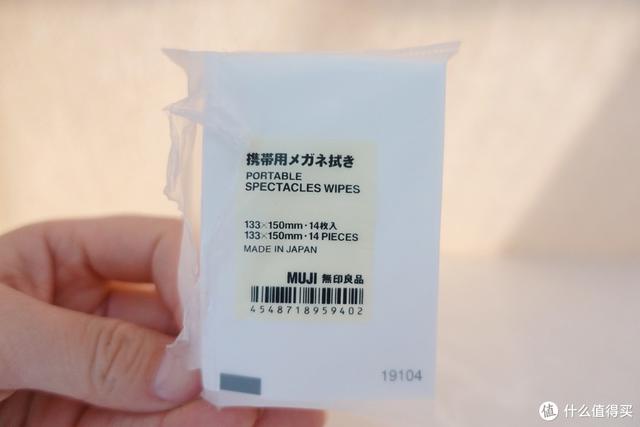 携帯用メガネ拭き
PORTABLE
SPECTACLES WIPES
133×150mm・14枚入
133×150mm・14 PIECES
MADE IN JAPAN
MUJI 無印良品
4548718959402
19104
值 什么值得买